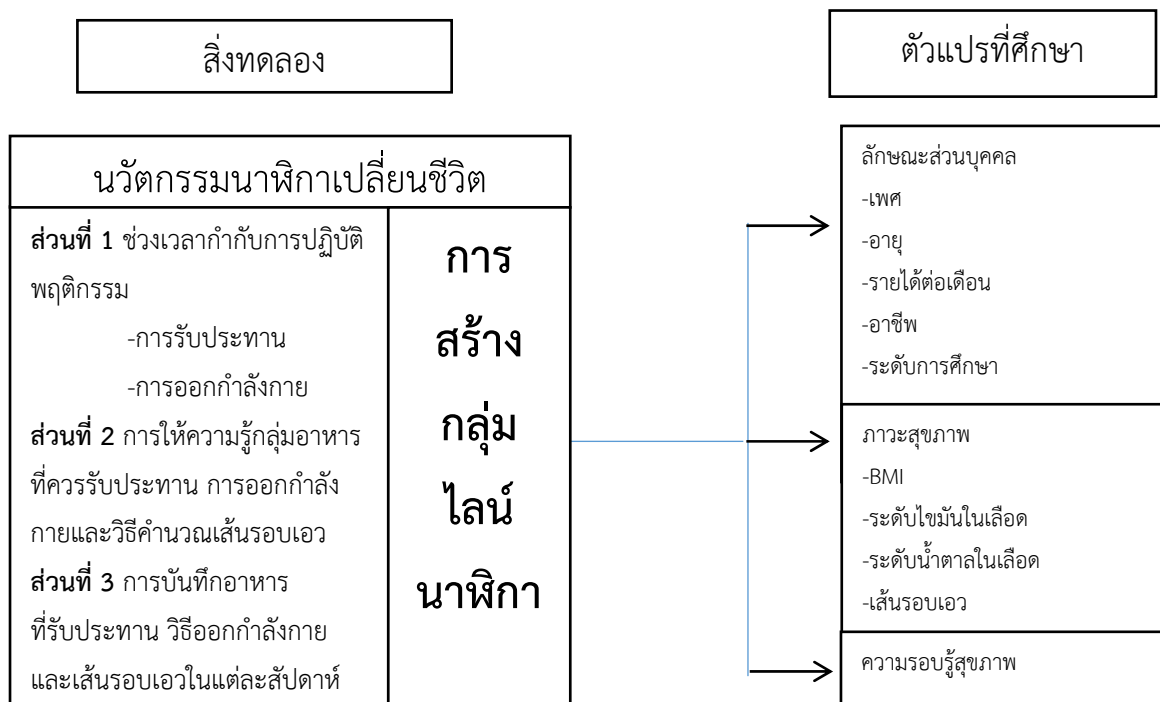 สิ่งทดลอง
ตัวแปรที่ศึกษา
นวัตกรรมนาฬิกาเปลี่ยนชีวิต
ส่วนที่ 1 ช่วงเวลากำกับการปฏิบัติ
พฤติกรรม
-การรับประทาน
-การออกกำลังกาย
ส่วนที่ 2 การให้ความรู้กลุ่มอาหาร
ที่ควรรับประทาน การออกกำลัง
กายและวิธีคำนวณเส้นรอบเอว
ส่วนที่ 3 การบันทึกอาหาร
ที่รับประทาน วิธีออกกำลังกาย
และเส้นรอบเอวในแต่ละสัปดาห์
การ
สร้าง
กลุ่ม
ไลน์
นาฬิกา
ลักษณะส่วนบุคคล
-เพศ
-อายุ
-รายได้ต่อเดือน
-อาชีพ
-ระดับการศึกษา
ภาวะสุขภาพ
-BMI
-ระดับไขมันในเลือด
-ระดับน้ำตาลในเลือด
-เส้นรอบเอว
ความรอบรู้สุขภาพ